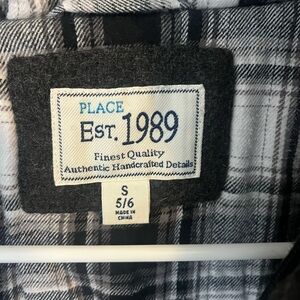 PLACE
EST. 1989
Finest Quality
Authentic Handcrafted Details
S
5/6
MADE IN
CHINA